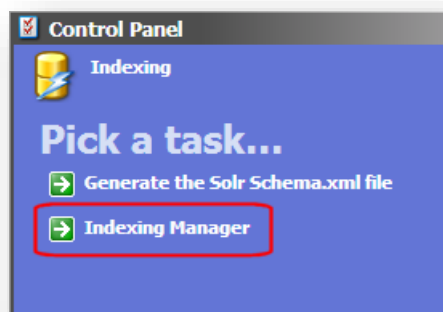 Control Panel
Indexing
Pick a task...
Generate the Solr Schema.xml file
Indexing Manager